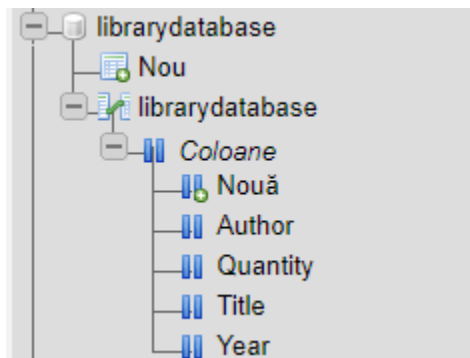 librarydatabase
Nou
librarydatabase
Coloane
Nouă
Author
Quantity
Title
Year